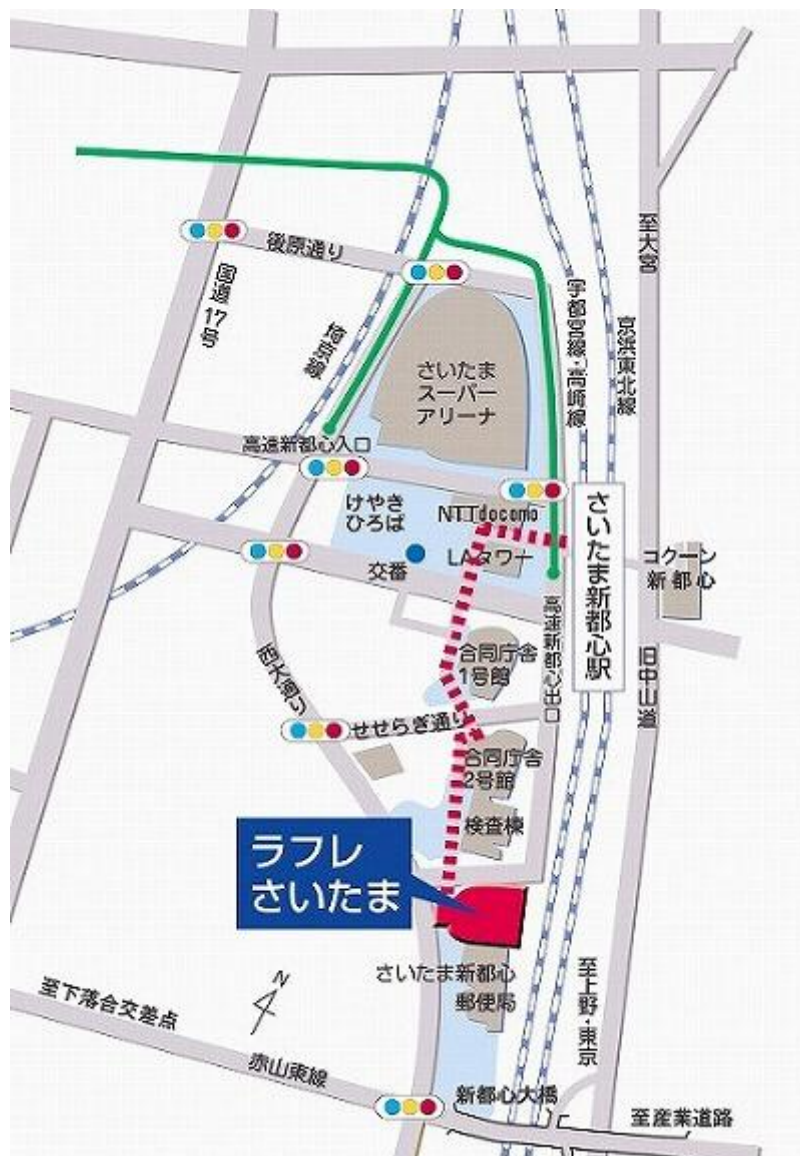 至大宮
後原通り
国道17号
埼京線
宇都宮線・高崎線
京浜東北線
さいたま
スーパー
アリーナ
高速新都心入口
けやき
ひろば
NTTdocomo
LAタワー
交番
さいたま新都心駅
コクーン
新都心
高速新都心出口
合同庁舎
1号館
西大通り
せせらぎ通り
旧中山道
合同庁舎
2号館
検査棟
ラフレ
さいたま
さいたま新都心
郵便局
至上野・東京
N
至下落合交差点
赤山東線
新都心大橋
至産業道路